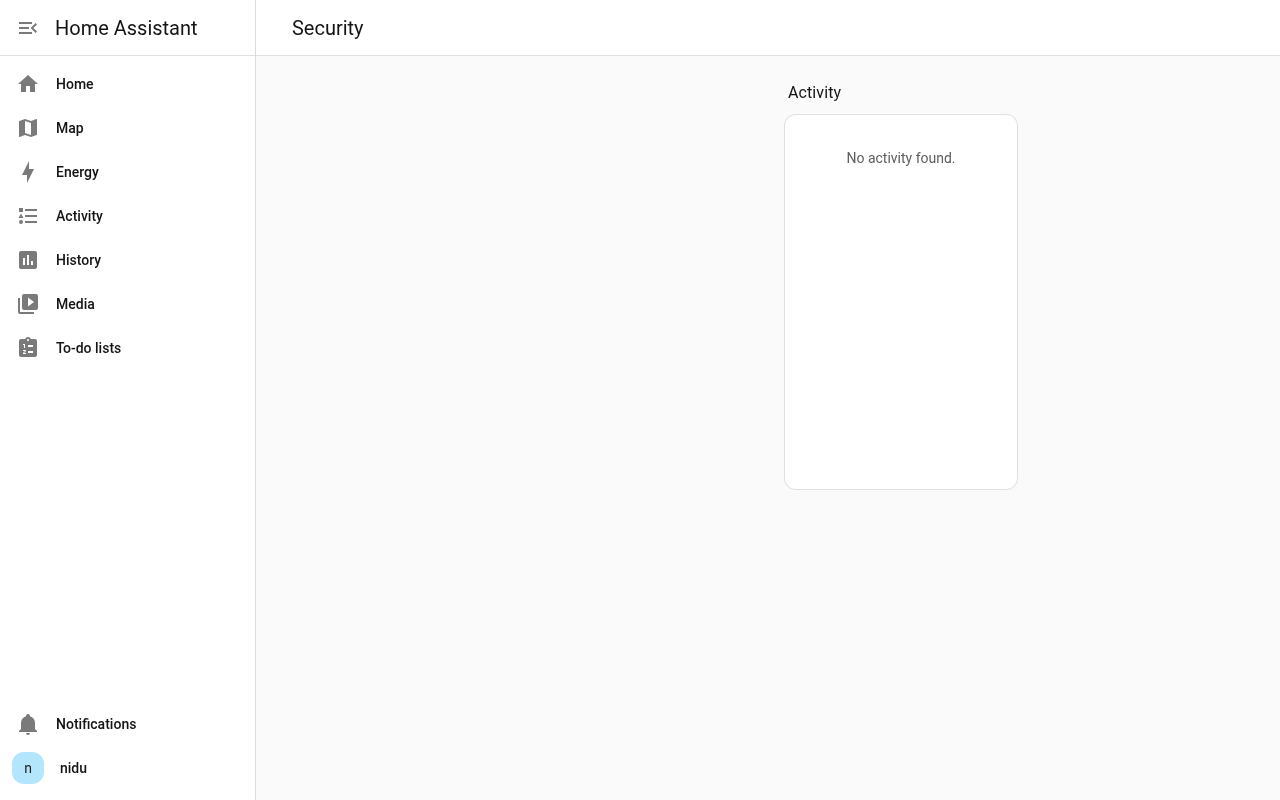 Home Assistant
Security
Home
Map
Energy
Activity
History
Media
To-do lists
Notifications
n
nidu
Activity
No activity found.